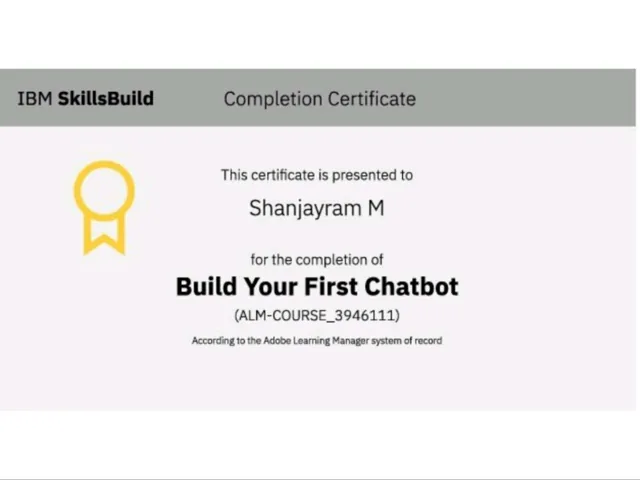 IBM SkillsBuild
Completion Certificate
This certificate is presented to
Shanjayram M
for the completion of
Build Your First Chatbot
(ALM-COURSE_3946111)
According to the Adobe Learning Manager system of record